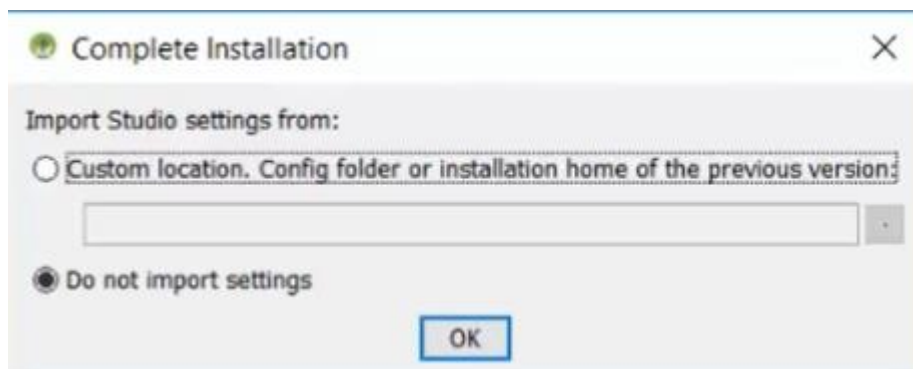 Complete Installation
Import Studio settings from:
Custom location. Config folder or installation home of the previous version:
Do not import settings
OK